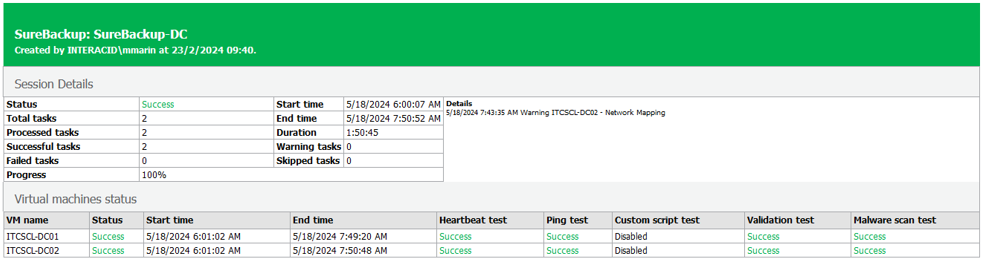 SureBackup: SureBackup-DC
Created by INTERACID\mmarin at 23/2/2024 09:40.
Session Details
Status Success Start time 5/18/2024 6:00:07 AM Details
5/18/2024 7:43:35 AM Warning ITCSCL-DC02 - Network Mapping
Total tasks 2 End time 5/18/2024 7:50:52 AM
Processed tasks 2 Duration 1:50:45
Successful tasks 2 Warning tasks 0
Failed tasks 0 Skipped tasks 0
Progress 100%
Virtual machines status
VM name Status Start time End time Heartbeat test Ping test Custom script test Validation test Malware scan test
ITCSCL-DC01 Success 5/18/2024 6:01:02 AM 5/18/2024 7:49:20 AM Success Success Disabled Success Success
ITCSCL-DC02 Success 5/18/2024 6:01:02 AM 5/18/2024 7:50:48 AM Success Success Disabled Success Success